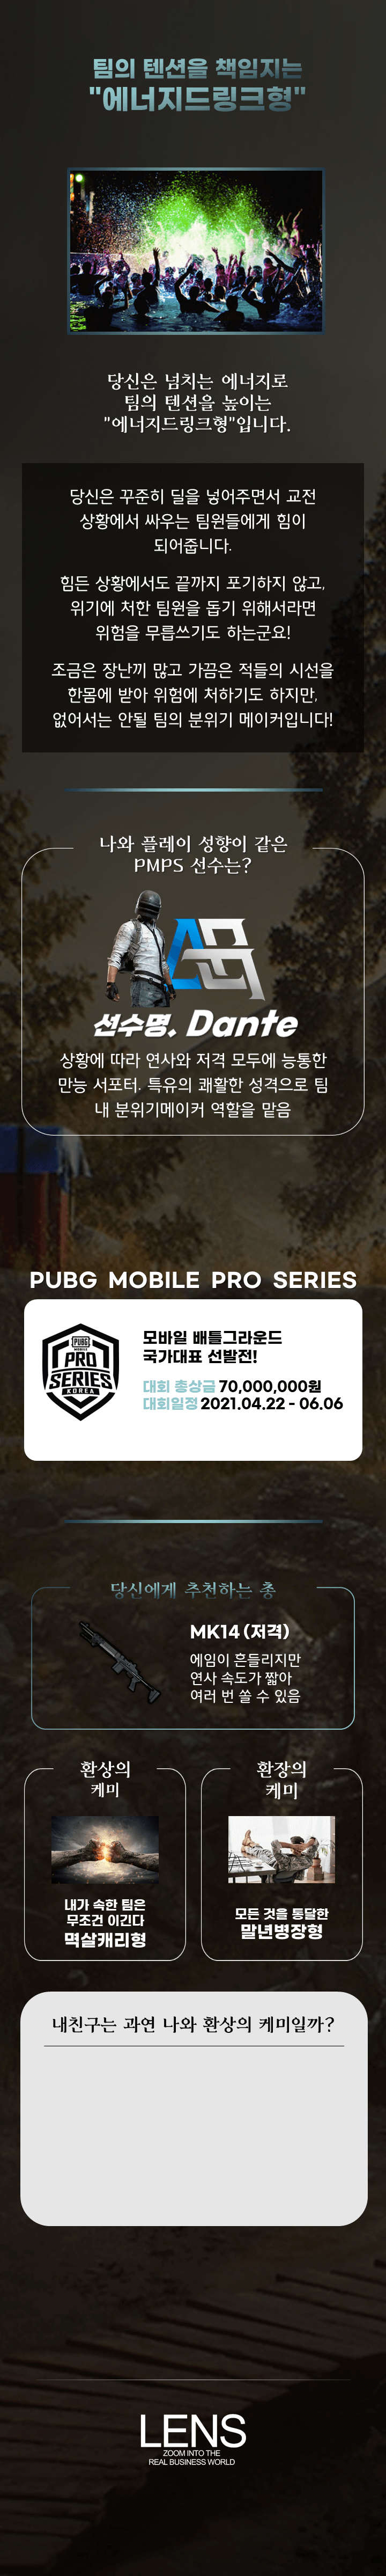 팀의 텐션을 책임지는
"에너지드링크형"
당신은 넘치는 에너지로
팀의 텐션을 높이는
"에너지드링크형"입니다.
당신은 꾸준히 딜을 넣어주면서 교전
상황에서 싸우는 팀원들에게 힘이
되어줍니다.
힘든 상황에서도 끝까지 포기하지 않고,
위기에 처한 팀원을 돕기 위해서라면
위험을 무릅쓰기도 하는군요!
조금은 장난끼 많고 가끔은 적들의 시선을
한몸에 받아 위험에 처하기도 하지만,
없어서는 안될 팀의 분위기 메이커입니다!
나와 플레이 성향이 같은
PMPS 선수는?
선수명. Dante
상황에 따라 연사와 저격 모두에 능통한
만능 서포터. 특유의 쾌활한 성격으로 팀
내 분위기메이커 역할을 맡음
PUBG MOBILE PRO SERIES
PUBG
MOBILE
PRO
SERIES
KOREA
모바일 배틀그라운드
국가대표 선발전!
대회 총상금 70,000,000원
대회일정 2021.04.22 - 06.06
당신에게 추천하는 총
MK14 (저격)
에임이 흔들리지만
연사 속도가 짧아
여러 번 쏠 수 있음
환상의
케미
내가 속한 팀은
무조건 이긴다
멱살캐리형
환장의
케미
모든 것을 통달한
말년병장형
내친구는 과연 나와 환상의 케미일까?
LENS
ZOOM INTO THE
REAL BUSINESS WORLD